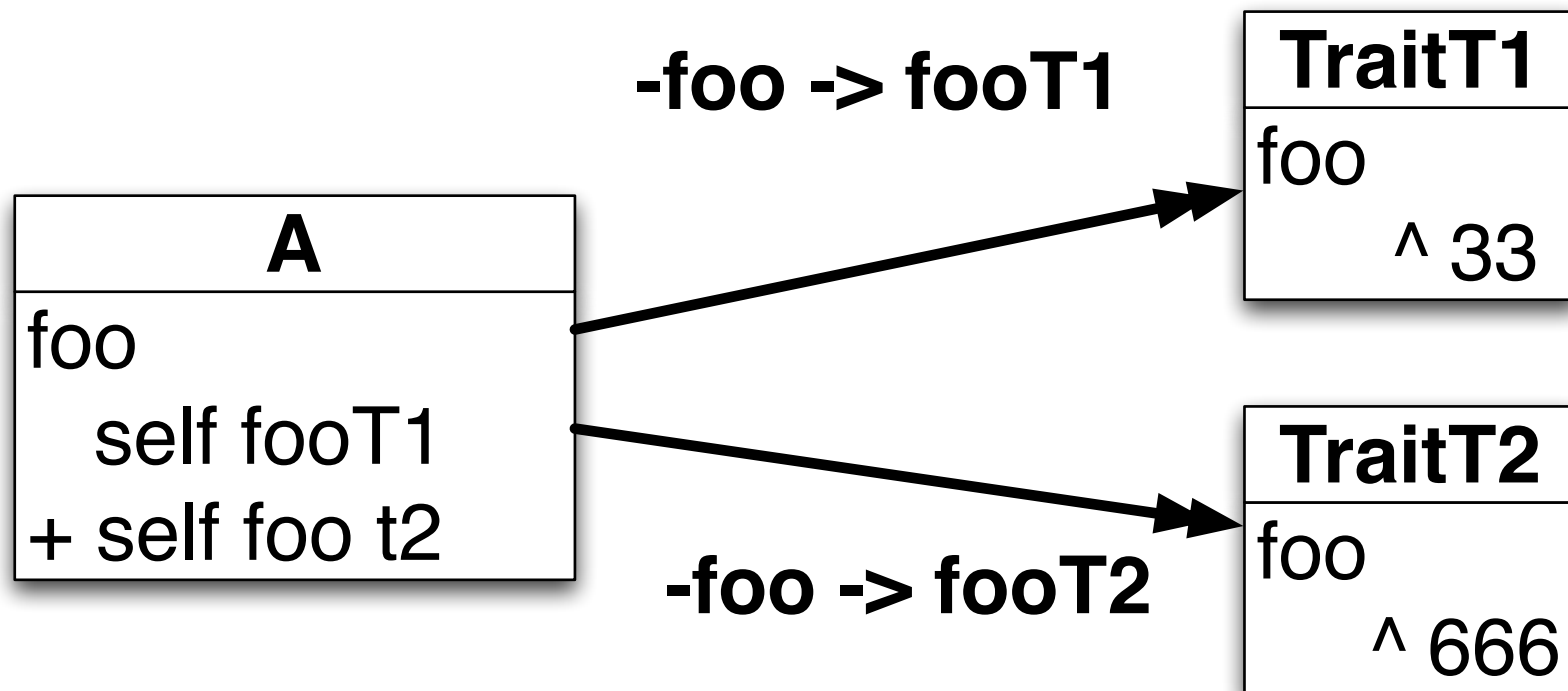 -foo -> fooT1
TraitT1
foo
^ 33
A
foo
self fooT1
+ self foo t2
TraitT2
foo
^ 666
-foo -> fooT2